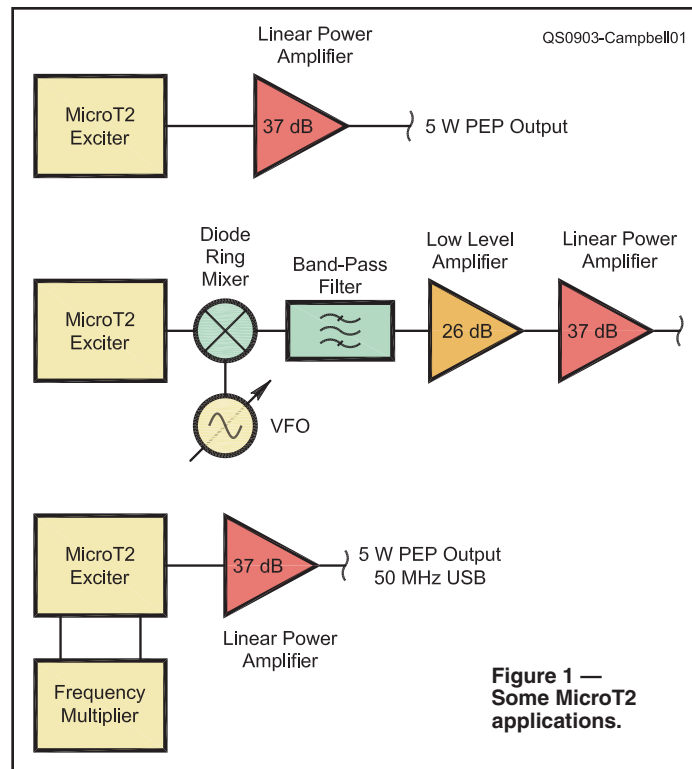 QS0903-Campbell01
Linear Power
Amplifier
MicroT2
Exciter
37 dB
5 W PEP Output
Diode
Ring
Mixer
Band-Pass
Filter
Low Level
Amplifier
Linear Power
Amplifier
MicroT2
Exciter
26 dB
37 dB
VFO
MicroT2
Exciter
37 dB
5 W PEP Output
50 MHz USB
Linear Power
Amplifier
Frequency
Multiplier
Figure 1 —
Some MicroT2
applications.